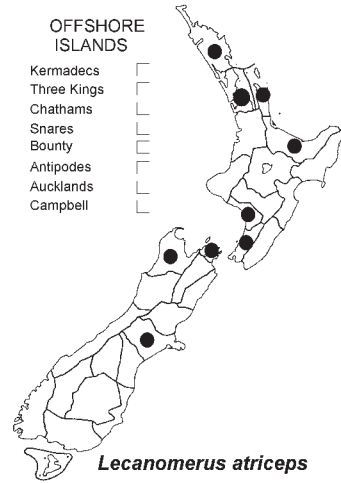 OFFSHORE
ISLANDS
Kermadecs
Three Kings
Chathams
Snares
Bounty
Antipodes
Aucklands
Campbell
Lecanomerus atriceps